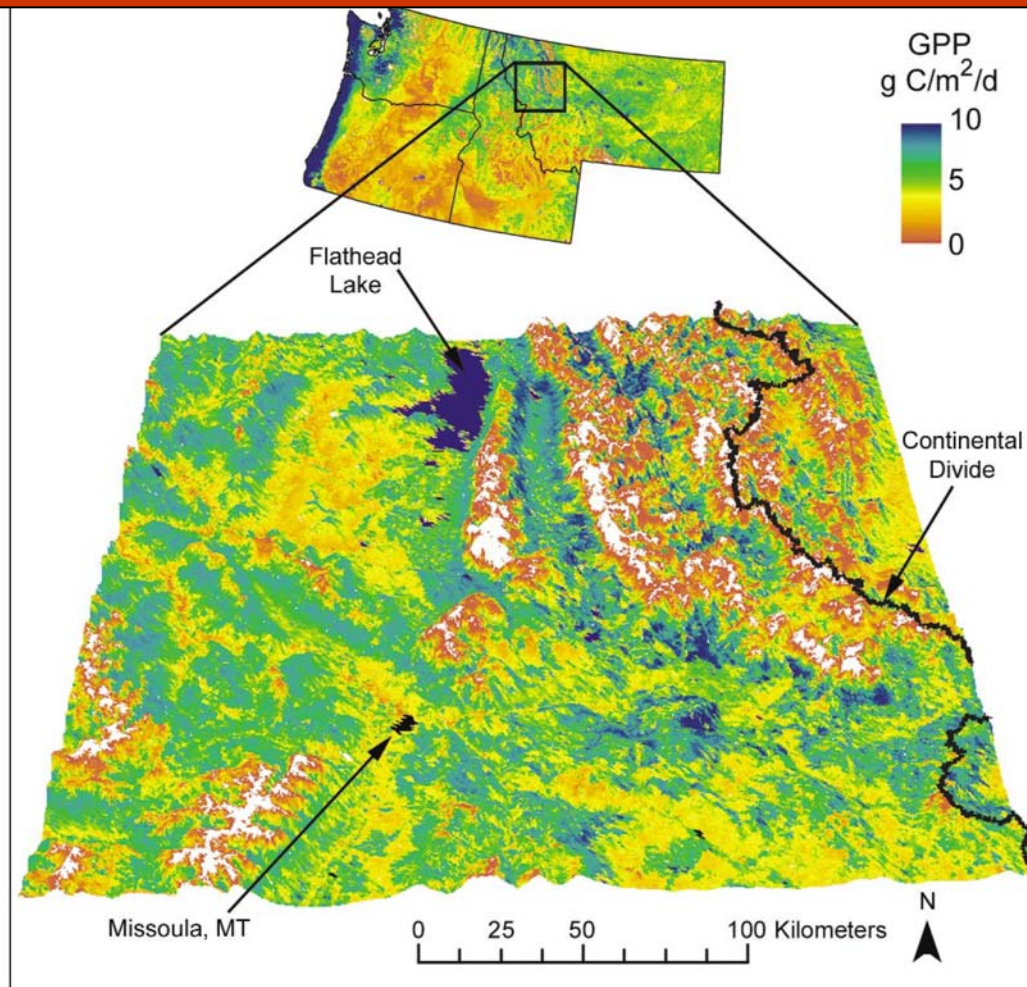 GPP
g C/m²/d
10
5
0
Flathead
Lake
Continental
Divide
Missoula, MT
0 25 50 100 Kilometers
N